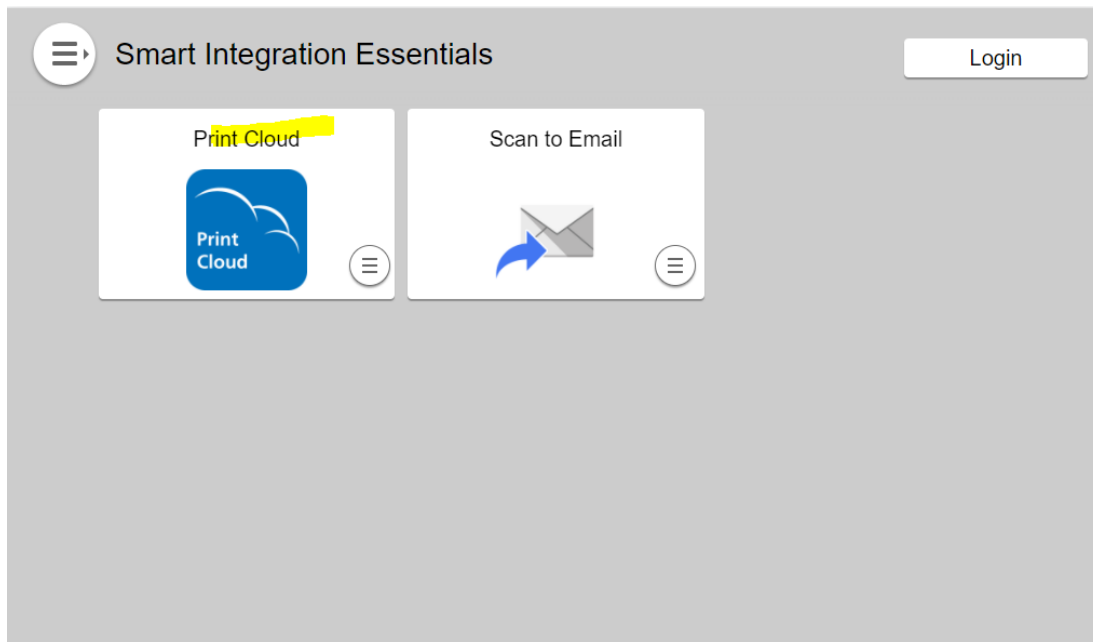 Smart Integration Essentials
Login
Print Cloud
Scan to Email
Print
Cloud